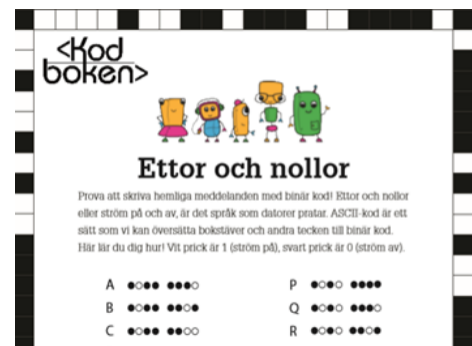 <Kod
boken>
Ettor och nollor
Prova att skriva hemliga meddelanden med binär kod! Ettor och nollor
eller ström på och av, är det språk som datorer pratar. ASCII-kod är ett
sätt som vi kan översätta bokstäver och andra tecken till binär kod.
Här lär du dig hur! Vit prick är 1 (ström på), svart prick är 0 (ström av).
A ●○●● ●●●○
B ●○●● ●●○●
C ●○●● ●●○○
P ●○●○ ●●●●
Q ●○●○ ●●●○
R ●○●○ ●●○●